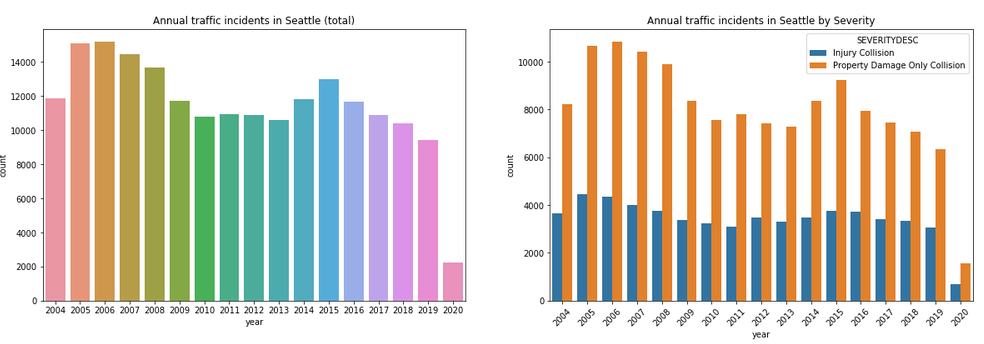 Annual traffic incidents in Seattle (total)
14000
12000
10000
8000
6000
4000
2000
0
count
2004 2005 2006 2007 2008 2009 2010 2011 2012 2013 2014 2015 2016 2017 2018 2019 2020
year
Annual traffic incidents in Seattle by Severity
SEVERITYDESC
Injury Collision
Property Damage Only Collision
10000
8000
6000
4000
2000
0
count
2004 2005 2006 2007 2008 2009 2010 2011 2012 2013 2014 2015 2016 2017 2018 2019 2020
year